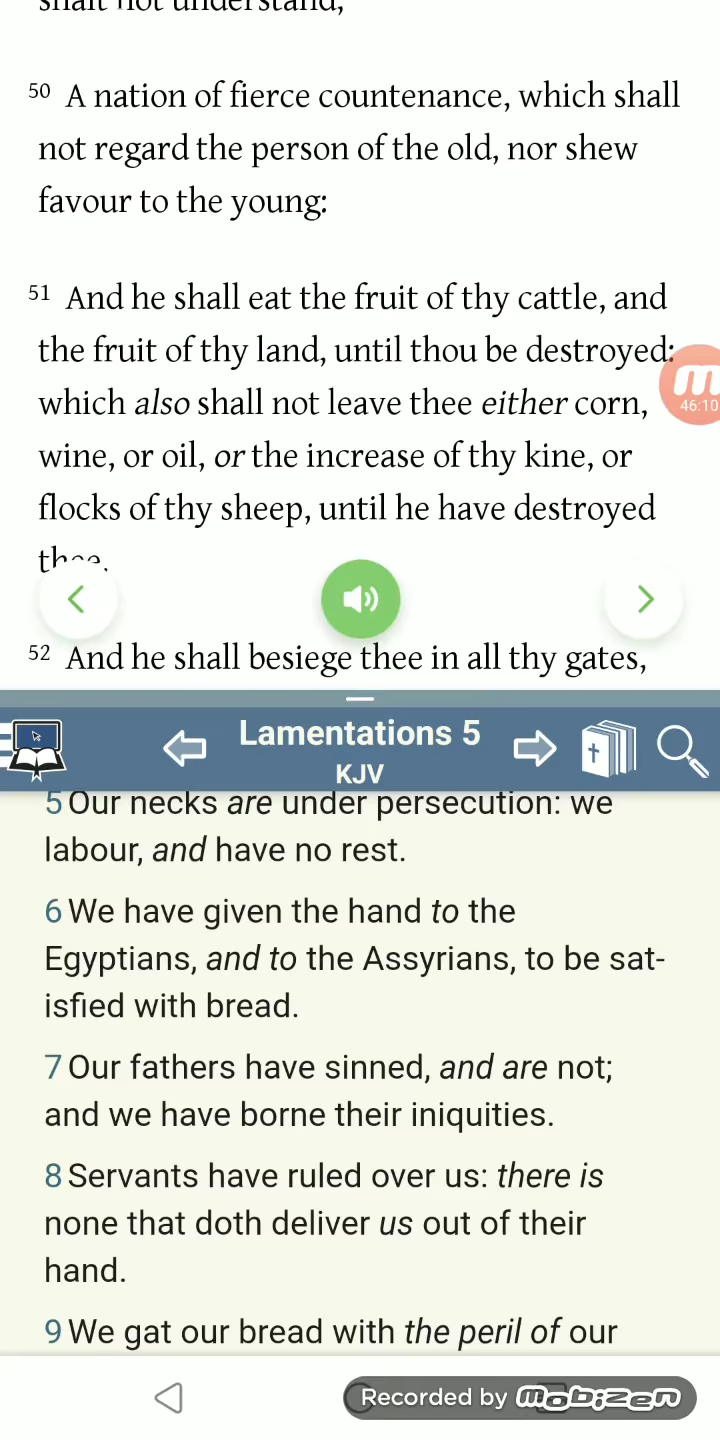 shalt not understand;
50 A nation of fierce countenance, which shall
not regard the person of the old, nor shew
favour to the young:
51 And he shall eat the fruit of thy cattle, and
the fruit of thy land, until thou be destroyed:
which also shall not leave thee either corn,
wine, or oil, or the increase of thy kine, or
flocks of thy sheep, until he have destroyed
thee.
46:10
52 And he shall besiege thee in all thy gates,
Lamentations 5
KJV
5 Our necks are under persecution: we
labour, and have no rest.
6 We have given the hand to the
Egyptians, and to the Assyrians, to be sat-
isfied with bread.
7 Our fathers have sinned, and are not;
and we have borne their iniquities.
8 Servants have ruled over us: there is
none that doth deliver us out of their
hand.
9 We gat our bread with the peril of our
Recorded by mobizen